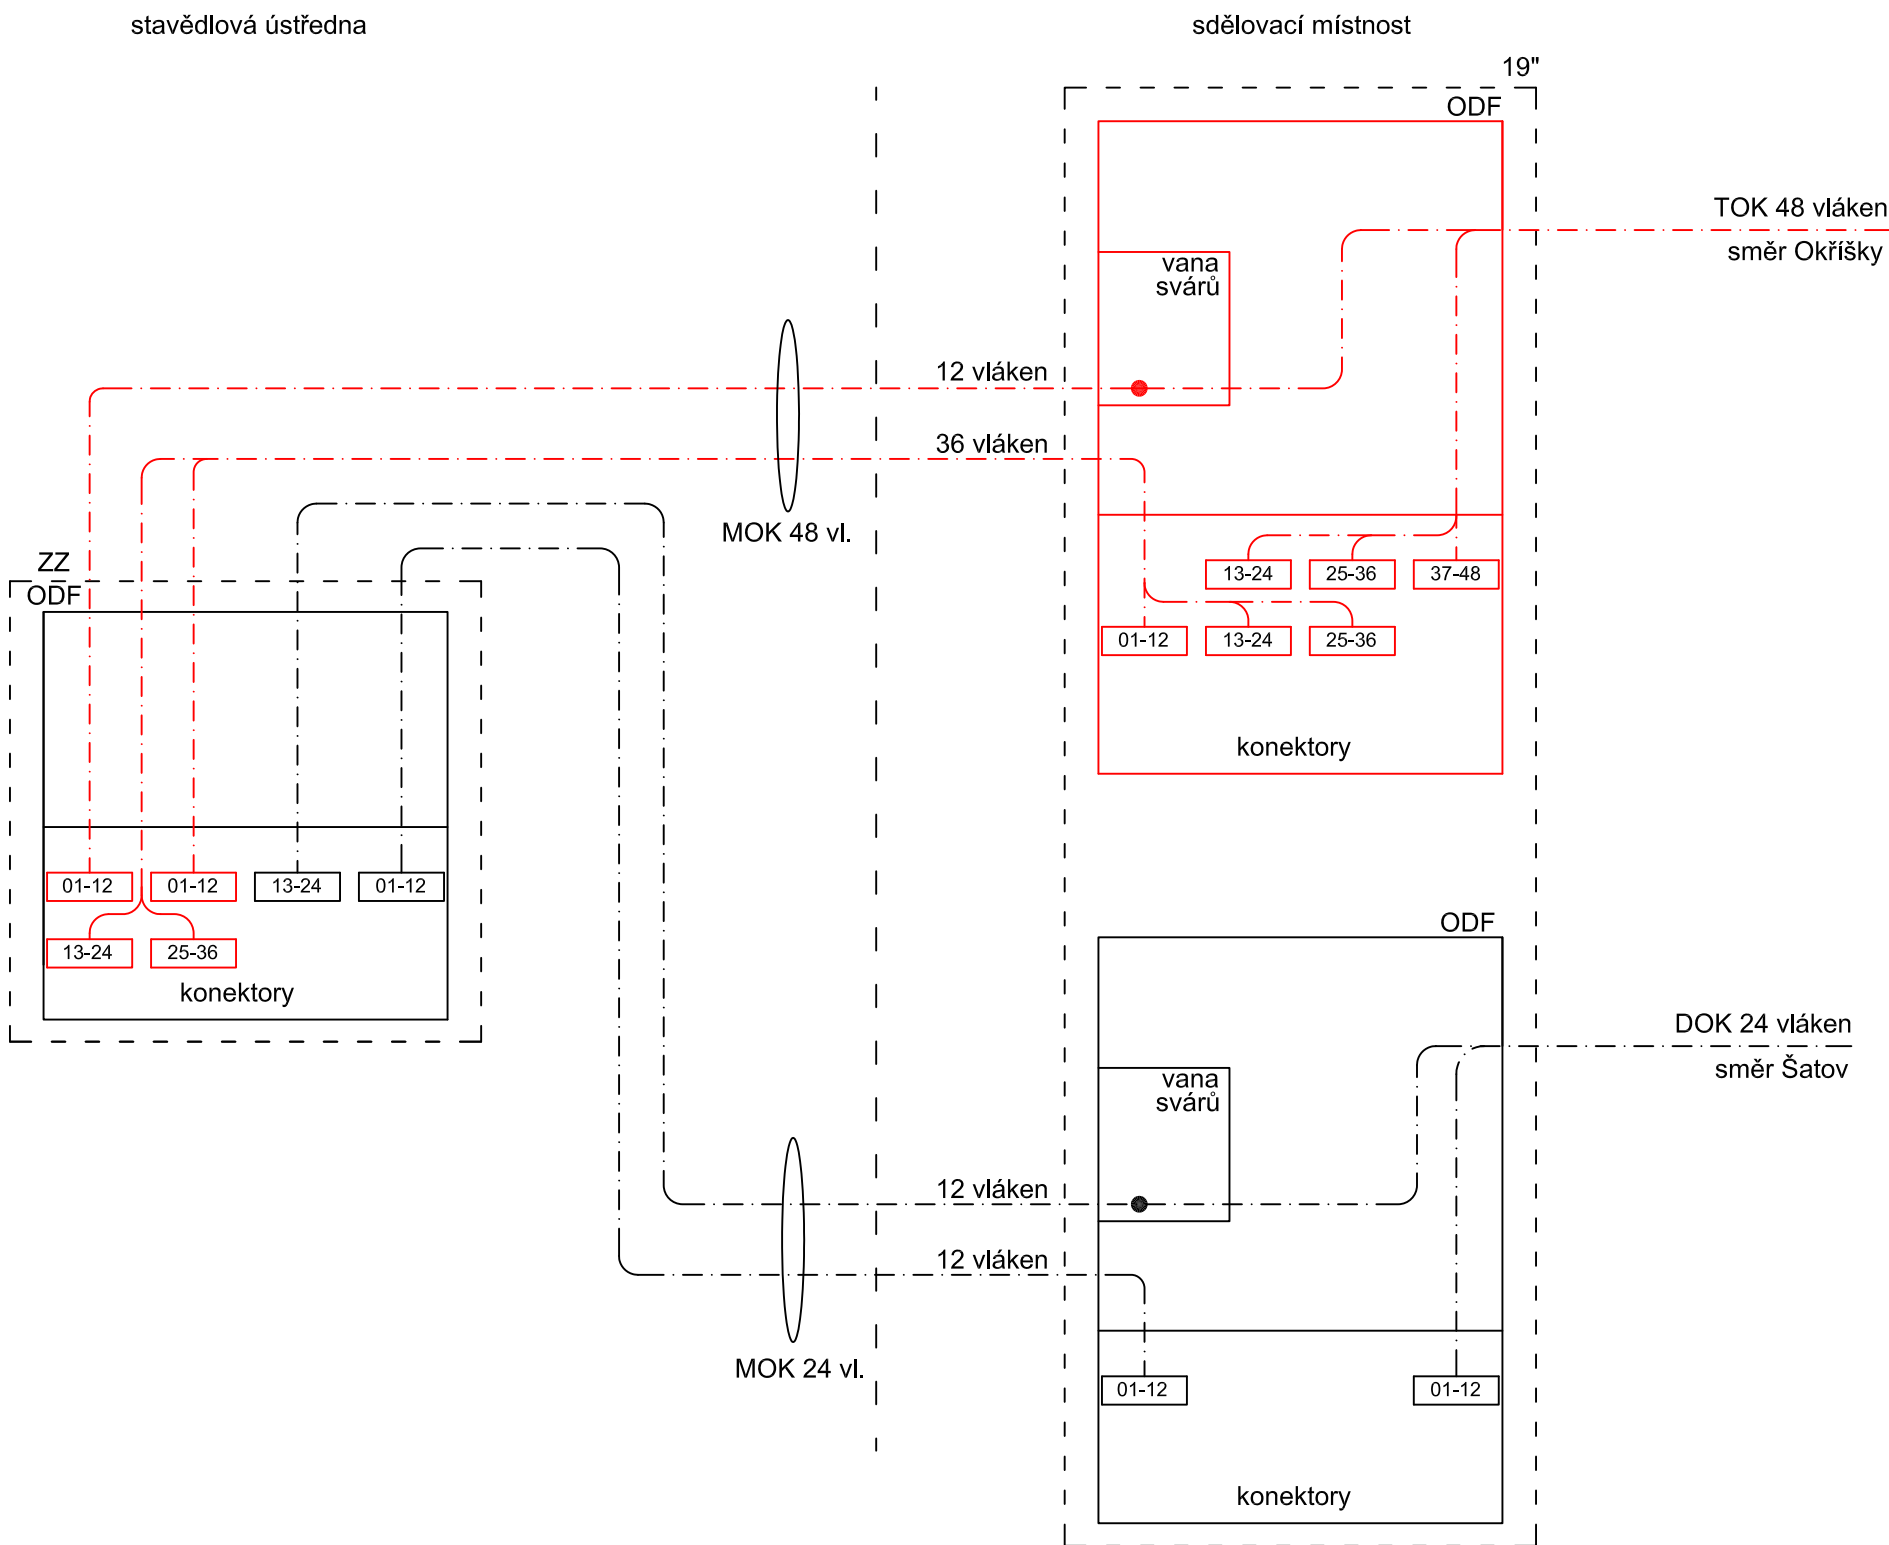 stavědlová ústředna
sdělovací místnost
19"
ODF
TOK 48 vláken
směr Okříšky
vana
svárů
12 vláken
36 vláken
MOK 48 vl.
13-24
25-36
37-48
01-12
13-24
25-36
konektory
ZZ
ODF
01-12
01-12
13-24
01-12
13-24
25-36
konektory
ODF
DOK 24 vláken
směr Šatov
vana
svárů
12 vláken
12 vláken
MOK 24 vl.
01-12
01-12
konektory